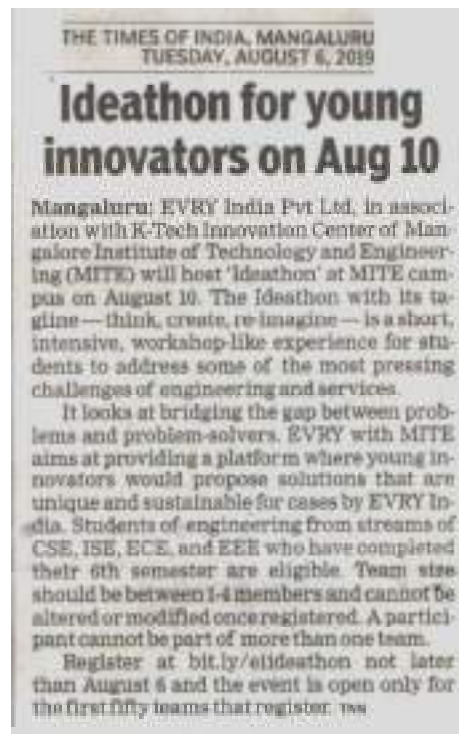 THE TIMES OF INDIA, MANGALURU
TUESDAY, AUGUST 6, 2019
Ideathon for young
innovators on Aug 10
Mangaluru: EVRY India Pvt Ltd, in associ-
ation with K-Tech Innovation Center of Man-
galore Institute of Technology and Engineer-
ing (MITE) will host 'Ideathon' at MITE cam-
pus on August 10. The Ideathon with its ta-
gline — think, create, re-imagine — is a short,
intensive, workshop-like experience for stu-
dents to address some of the most pressing
challenges of engineering and services.
It looks at bridging the gap between prob-
lems and problem-solvers. EVRY with MITE
aims at providing a platform where young in-
novators would propose solutions that are
unique and sustainable for cases by EVRY In-
dia. Students of engineering from streams of
CSE, ISE, ECE, and EEE who have completed
their 6th semester are eligible. Team size
should be between 1-4 members and cannot be
altered or modified once registered. A partici-
pant cannot be part of more than one team.
Register at bit.ly/eiideathon not later
than August 6 and the event is open only for
the first fifty teams that register. TNN